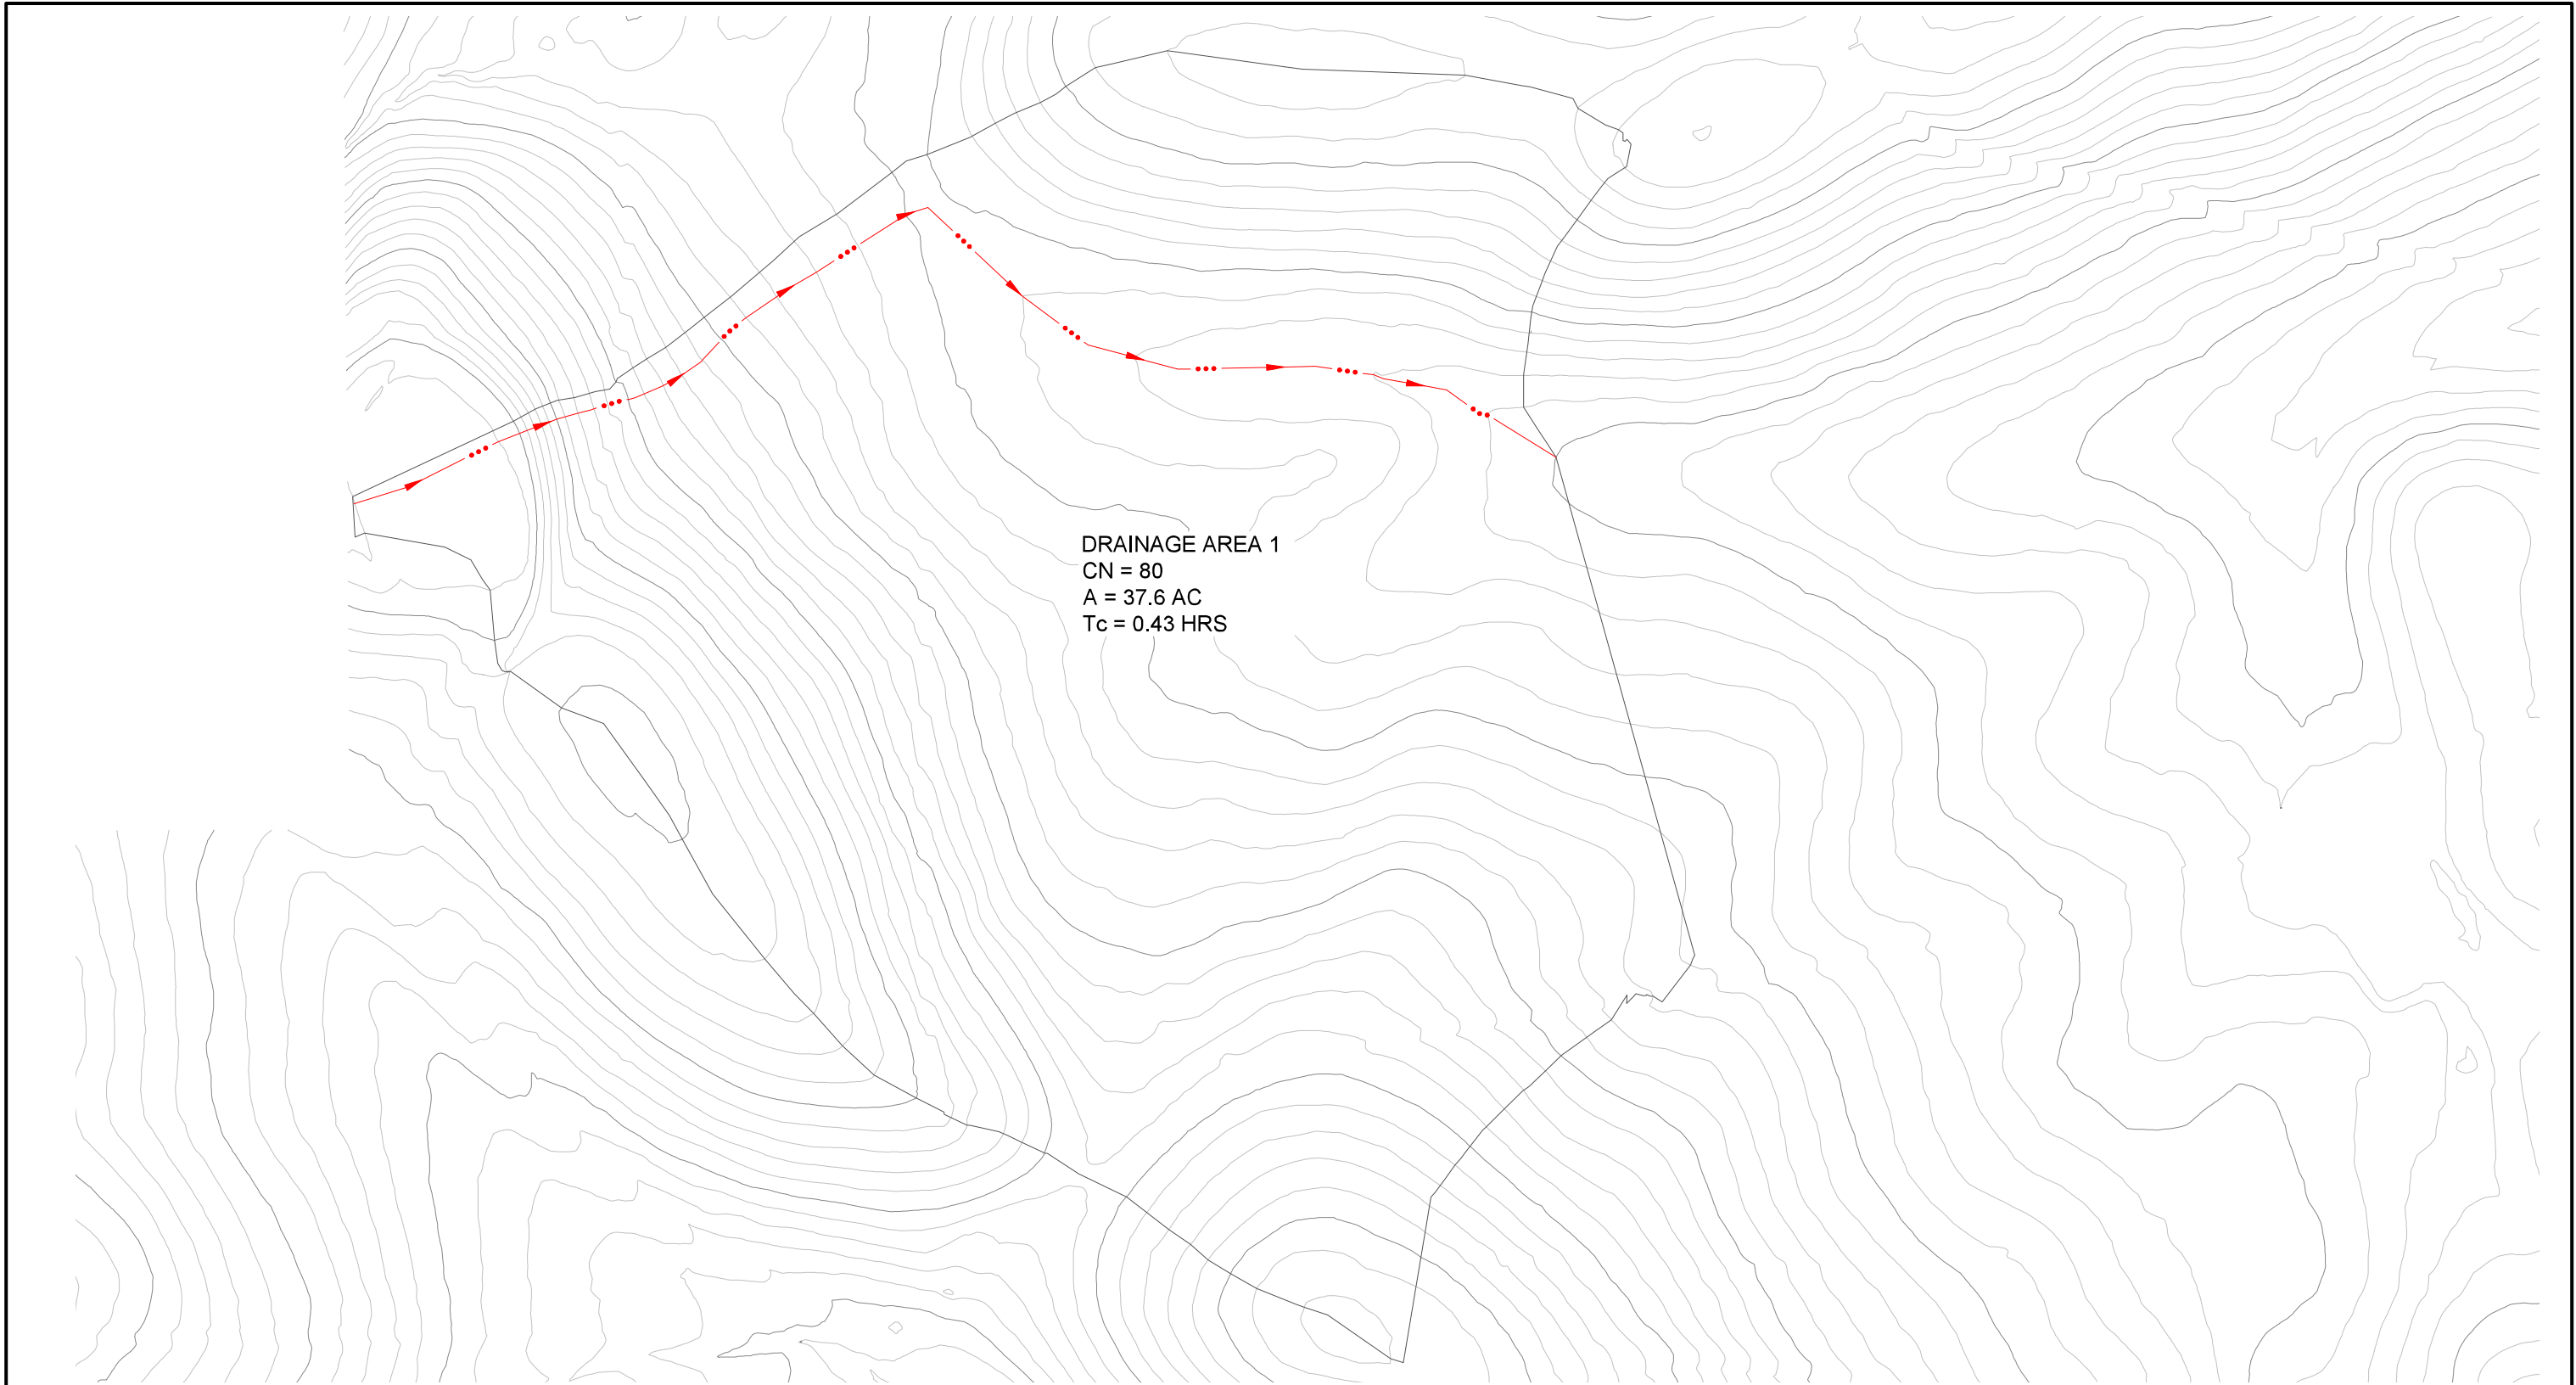 DRAINAGE AREA 1
CN = 80
A = 37.6 AC
Tc = 0.43 HRS